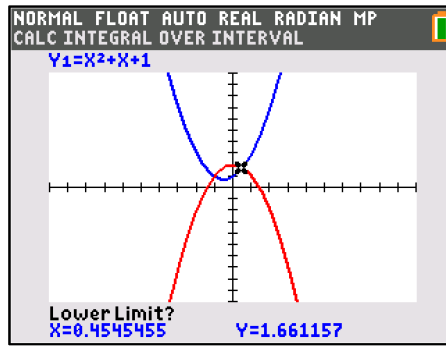 NORMAL FLOAT AUTO REAL RADIAN MP
CALC INTEGRAL OVER INTERVAL
Y₁=X²+X+1
Lower Limit?
X=0.4545455 Y=1.661157